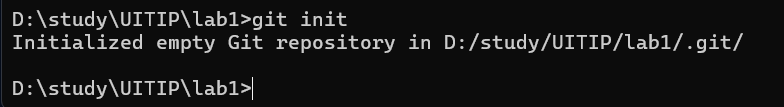 D:\study\UITIP\lab1>git init
Initialized empty Git repository in D:/study/UITIP/lab1/.git/
D:\study\UITIP\lab1>